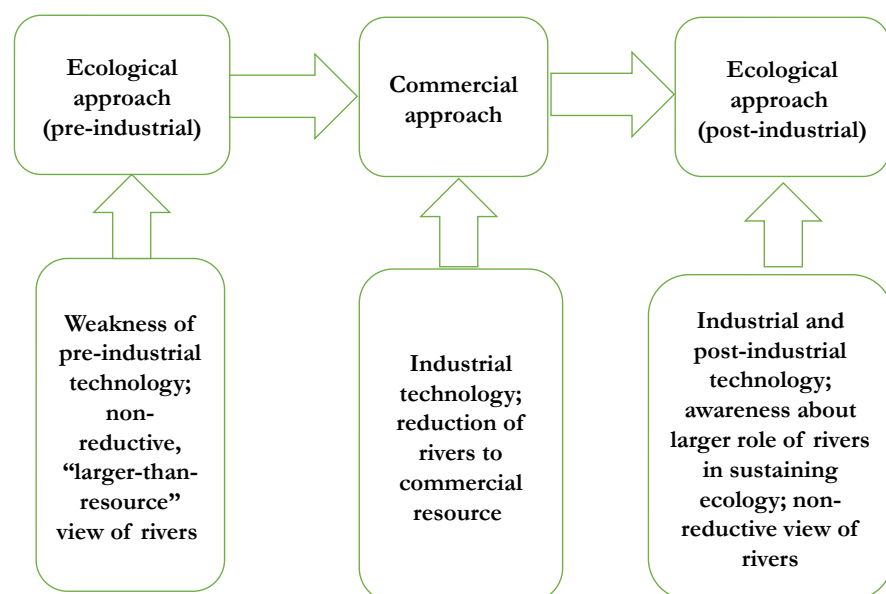 Ecological
approach
(pre-industrial)
Commercial
approach
Ecological
approach
(post-industrial)
Weakness of
pre-industrial
technology;
non-
reductive,
“larger-than-
resource”
view of rivers
Industrial
technology;
reduction of
rivers to
commercial
resource
Industrial and
post-industrial
technology;
awareness about
larger role of rivers
in sustaining
ecology; non-
reductive view of
rivers